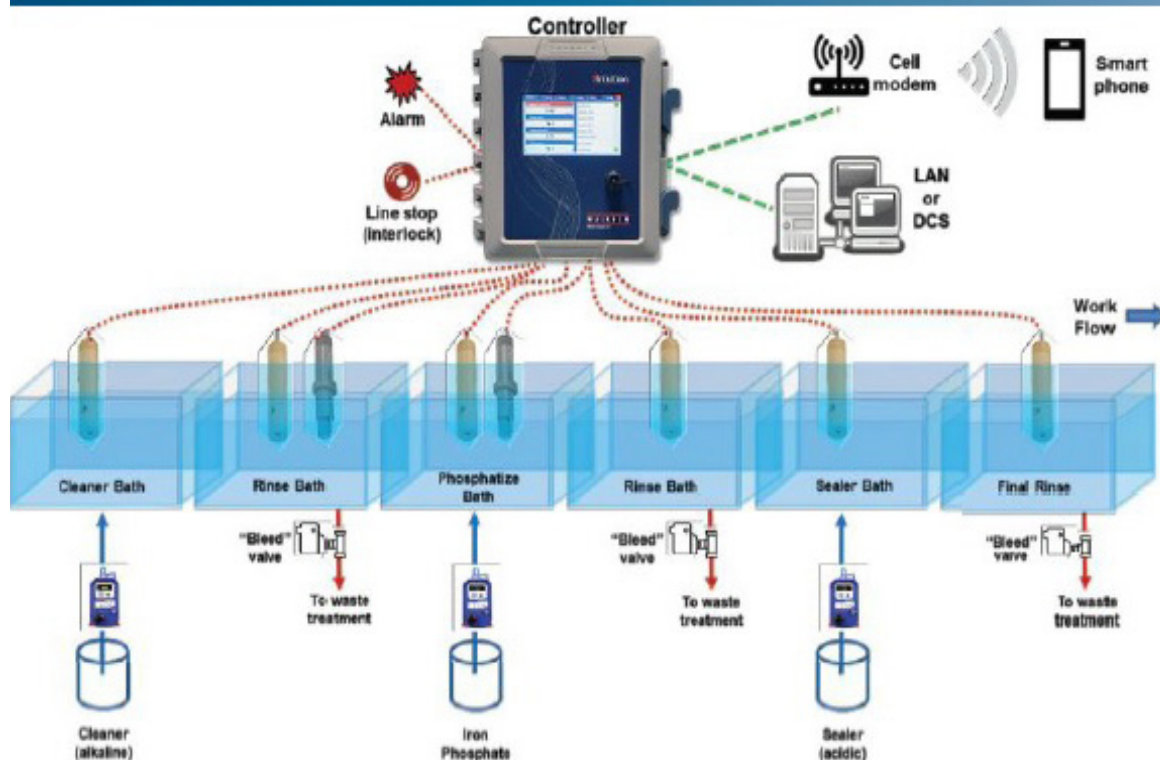 Controller
Alarm
Line stop
(interlock)
Cell
modem
Smart
phone
LAN
or
DCS
Work
Flow
Cleaner Bath
Rinse Bath
Phosphatize
Bath
Rinse Bath
Sealer Bath
Final Rinse
"Bleed"
valve
"Bleed"
valve
"Bleed"
valve
To waste
treatment
To waste
treatment
To waste
treatment
Cleaner
(alkaline)
Iron
Phosphate
Sealer
(acidic)